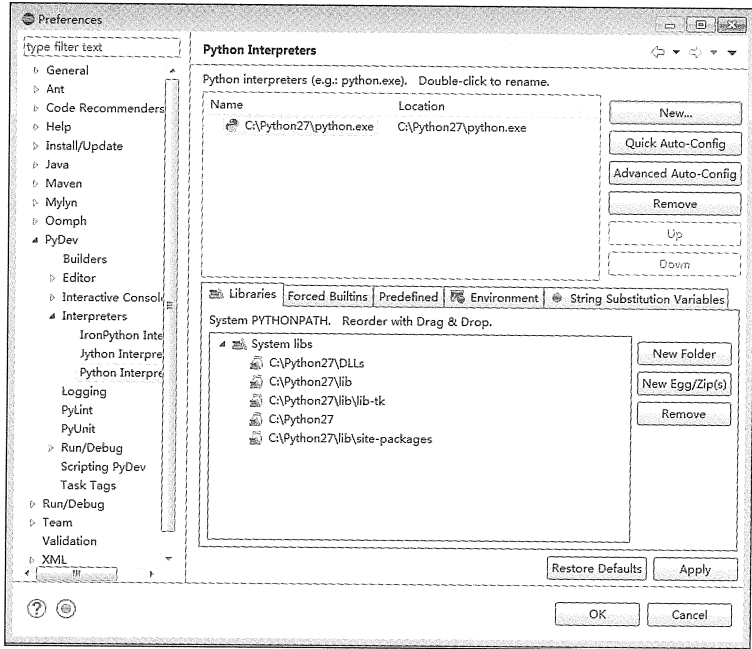 Preferences
type filter text
General
Ant
Code Recommenders
Help
Install/Update
Java
Maven
Mylyn
Oomph
PyDev
Builders
Editor
Interactive Console
Interpreters
IronPython Inte
Jython Interpre
Python Interpre
Logging
PyLint
PyUnit
Run/Debug
Scripting PyDev
Task Tags
Run/Debug
Team
Validation
XML
Python Interpreters
Python interpreters (e.g.: python.exe). Double-click to rename.
Name Location
C:\Python27\python.exe C:\Python27\python.exe
New...
Quick Auto-Config
Advanced Auto-Config
Remove
Up
Down
Libraries Forced Builtins Predefined Environment String Substitution Variables
System PYTHONPATH. Reorder with Drag & Drop.
System libs
C:\Python27\DLLs
C:\Python27\lib
C:\Python27\lib\lib-tk
C:\Python27
C:\Python27\lib\site-packages
New Folder
New Egg/Zip(s)
Remove
Restore Defaults Apply
OK Cancel